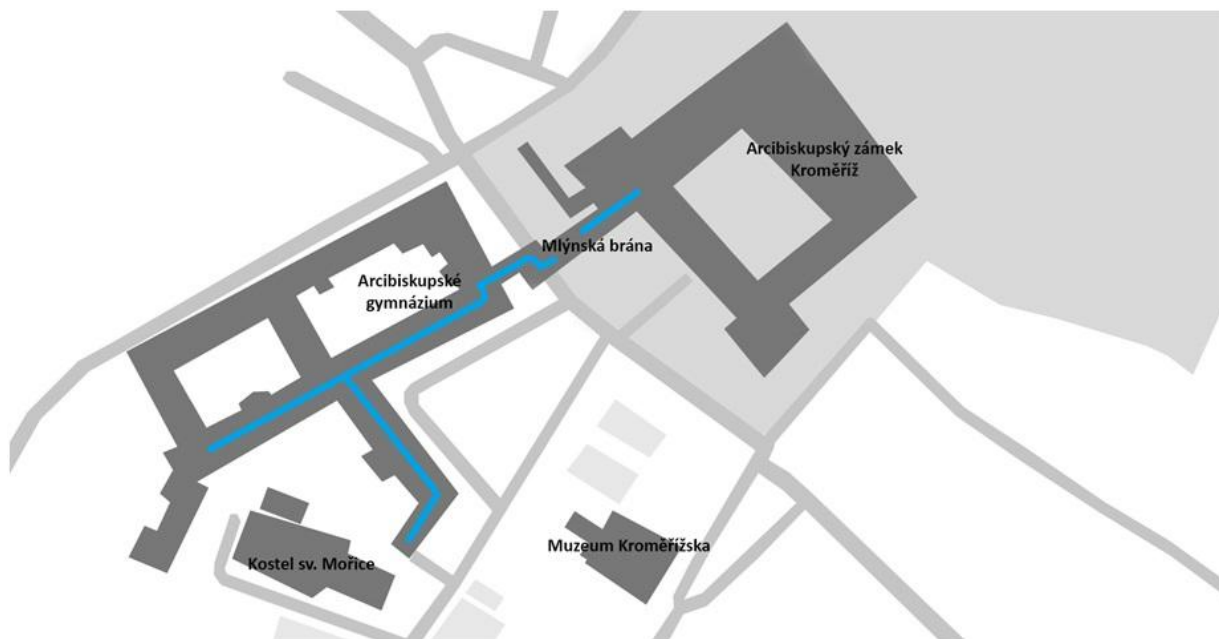 Arcibiskupský zámek
Kroměříž
Mlýnská brána
Arcibiskupské
gymnázium
Muzeum Kroměřížska
Kostel sv. Mořice